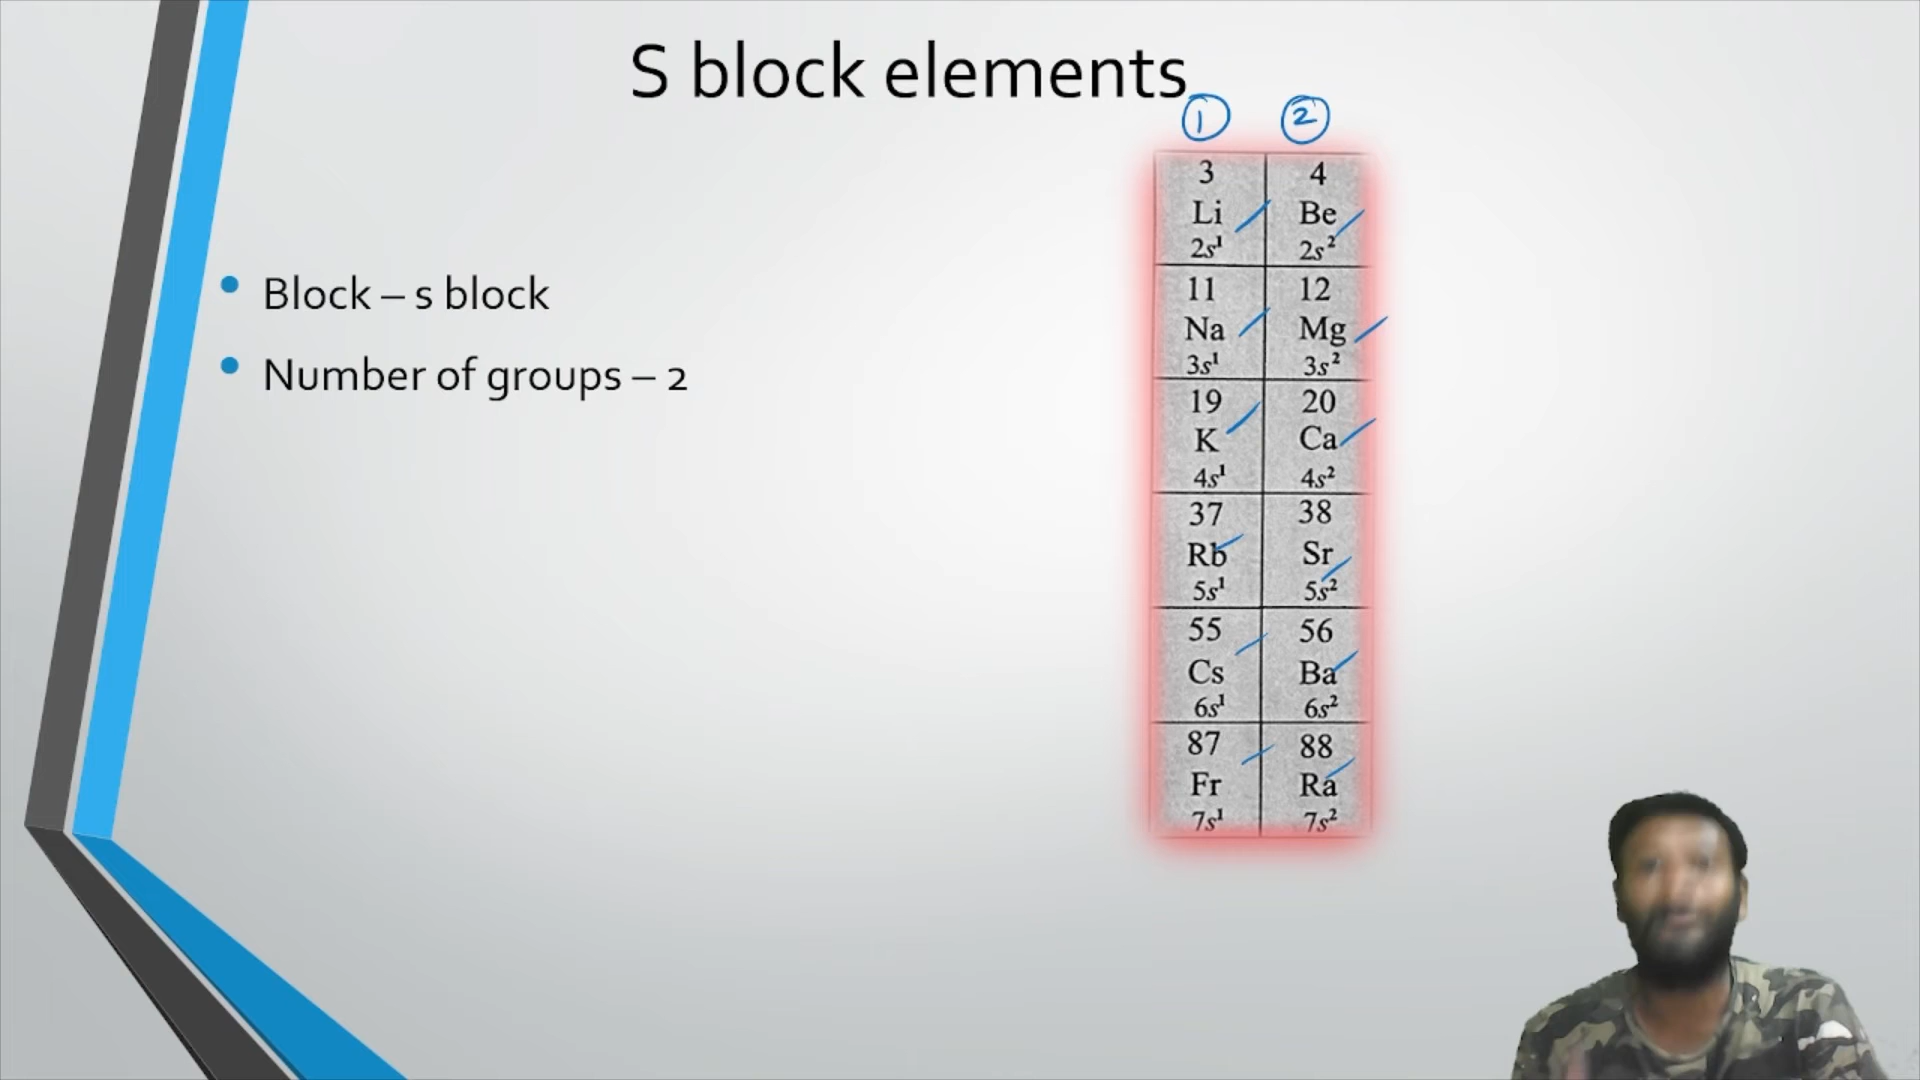 S block elements
① ②
• Block – s block
• Number of groups – 2
3 4
Li Be
2s¹ 2s²
11 12
Na Mg
3s¹ 3s²
19 20
K Ca
4s¹ 4s²
37 38
Rb Sr
5s¹ 5s²
55 56
Cs Ba
6s¹ 6s²
87 88
Fr Ra
7s¹ 7s²